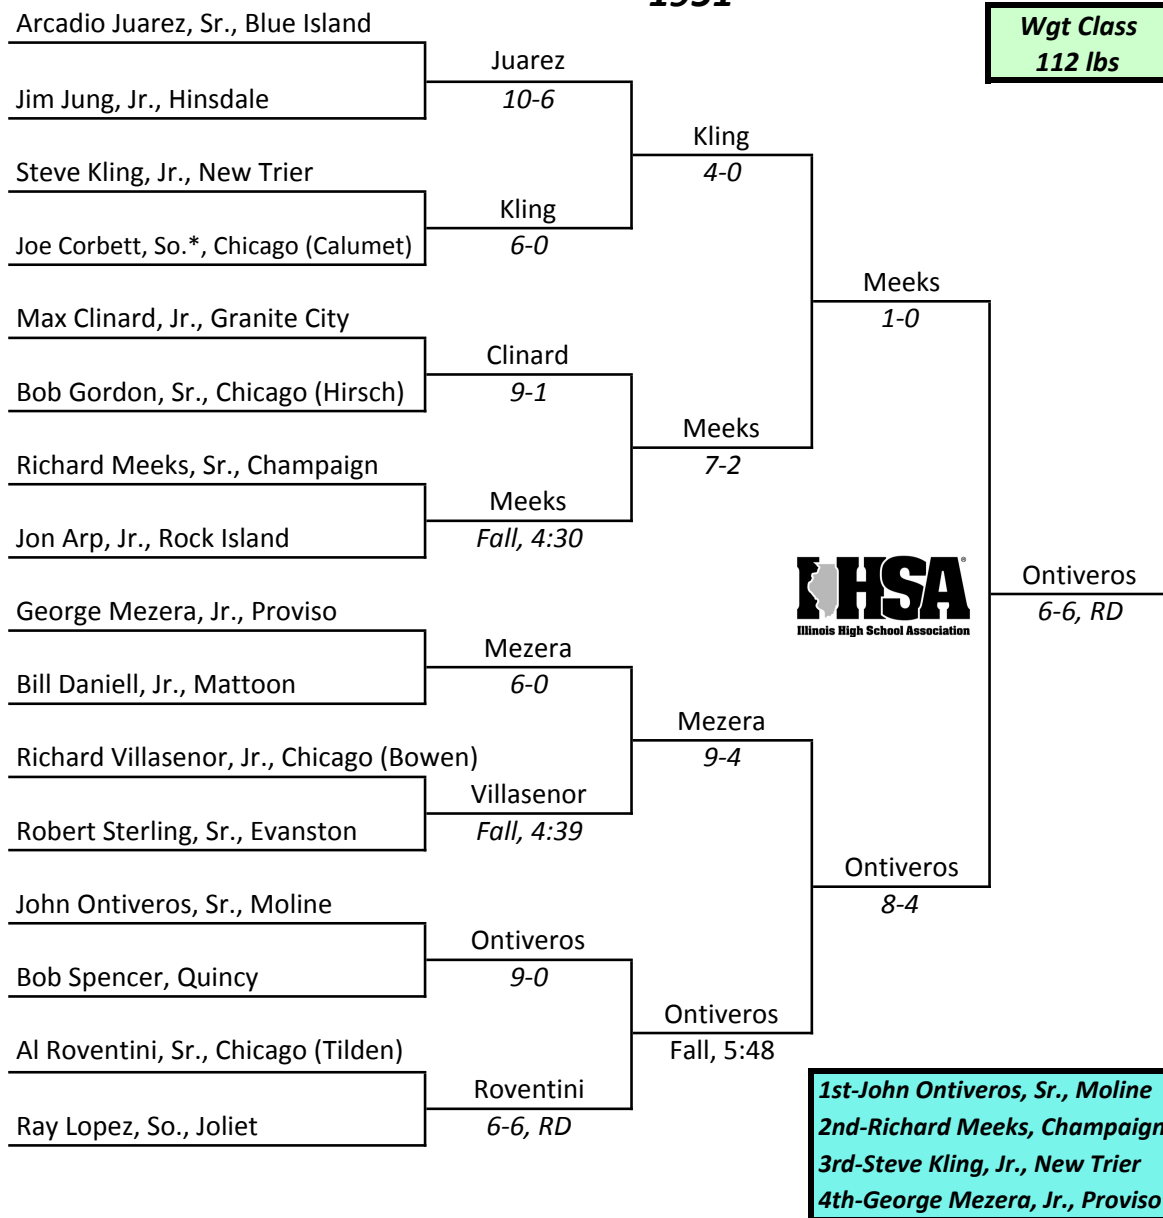 1951
Wgt Class
112 lbs
Arcadio Juarez, Sr., Blue Island
Juarez
Jim Jung, Jr., Hinsdale
10-6
Kling
4-0
Steve Kling, Jr., New Trier
Kling
Joe Corbett, So.*, Chicago (Calumet)
6-0
Meeks
1-0
Max Clinard, Jr., Granite City
Clinard
Bob Gordon, Sr., Chicago (Hirsch)
9-1
Meeks
7-2
Richard Meeks, Sr., Champaign
Meeks
Jon Arp, Jr., Rock Island
Fall, 4:30
IHSA®
Illinois High School Association
Ontiveros
6-6, RD
George Mezera, Jr., Proviso
Mezera
Bill Daniell, Jr., Mattoon
6-0
Mezera
9-4
Richard Villasenor, Jr., Chicago (Bowen)
Villasenor
Robert Sterling, Sr., Evanston
Fall, 4:39
Ontiveros
8-4
John Ontiveros, Sr., Moline
Ontiveros
Bob Spencer, Quincy
9-0
Ontiveros
Fall, 5:48
Al Roventini, Sr., Chicago (Tilden)
Roventini
Ray Lopez, So., Joliet
6-6, RD
1st-John Ontiveros, Sr., Moline
2nd-Richard Meeks, Champaign
3rd-Steve Kling, Jr., New Trier
4th-George Mezera, Jr., Proviso